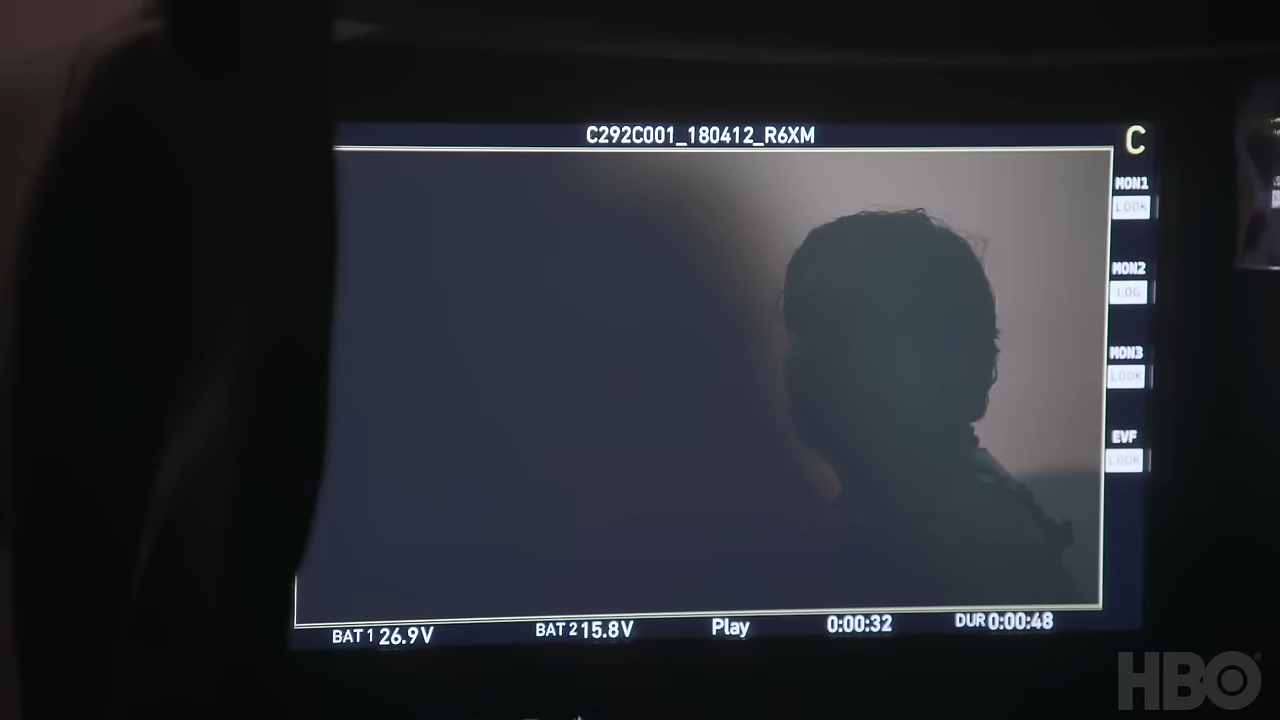 C292C001_180412_R6XM
C
MON1
LOOK
MON2
LOG
MON3
LOOK
EVF
LOOK
BAT 1 26.9V BAT 2 15.8V Play 0:00:32 DUR 0:00:48
HBO®